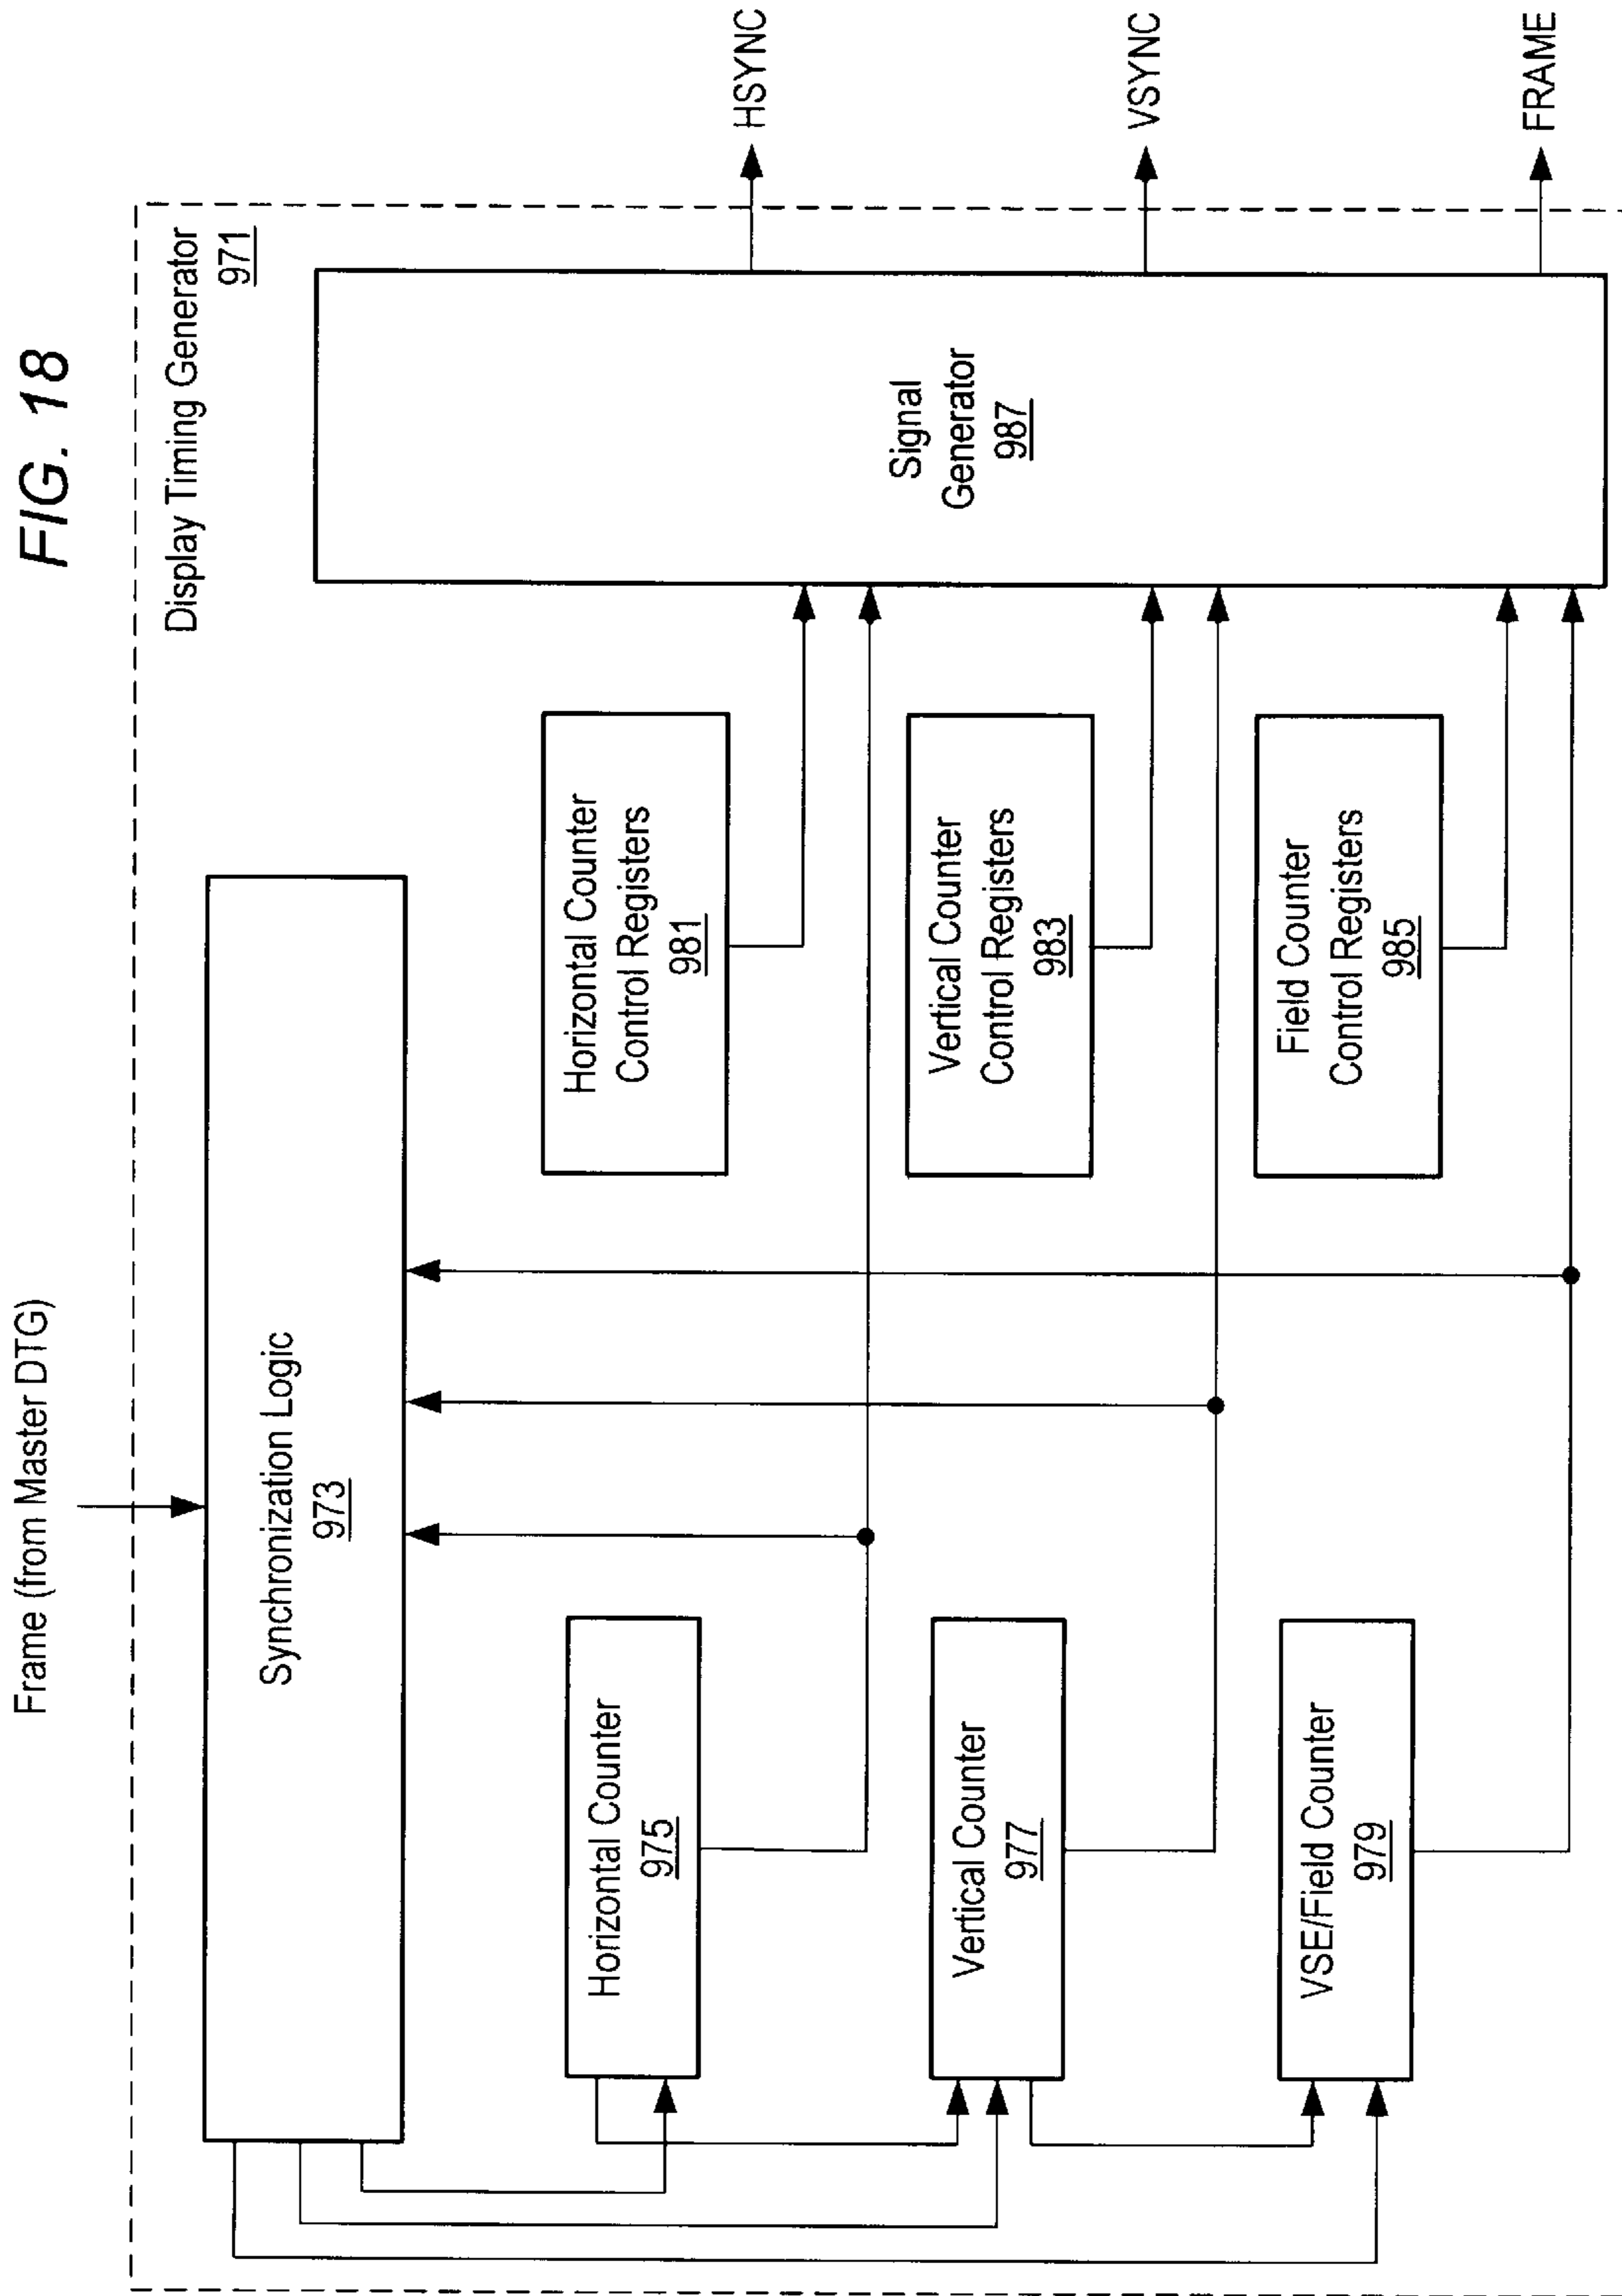 FIG. 18
Frame (from Master DTG)
Display Timing Generator
971
Synchronization Logic
973
Horizontal Counter
975
Vertical Counter
977
VSE/Field Counter
979
Horizontal Counter
Control Registers
981
Vertical Counter
Control Registers
983
Field Counter
Control Registers
985
Signal
Generator
987
HSYNC
VSYNC
FRAME